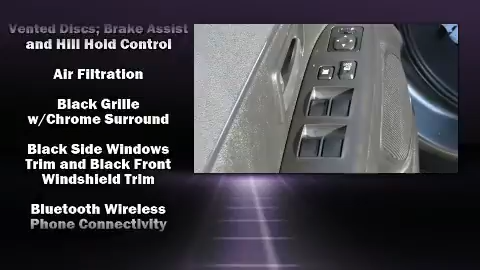 Vented Discs; Brake Assist
and Hill Hold Control
Air Filtration
Black Grille
w/Chrome Surround
Black Side Windows
Trim and Black Front
Windshield Trim
Bluetooth Wireless
Phone Connectivity